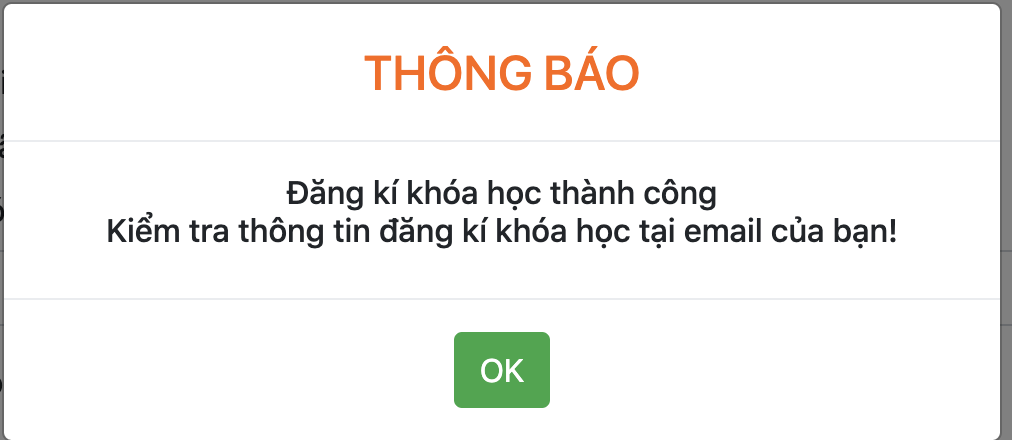 THÔNG BÁO
Đăng kí khóa học thành công
Kiểm tra thông tin đăng kí khóa học tại email của bạn!
OK